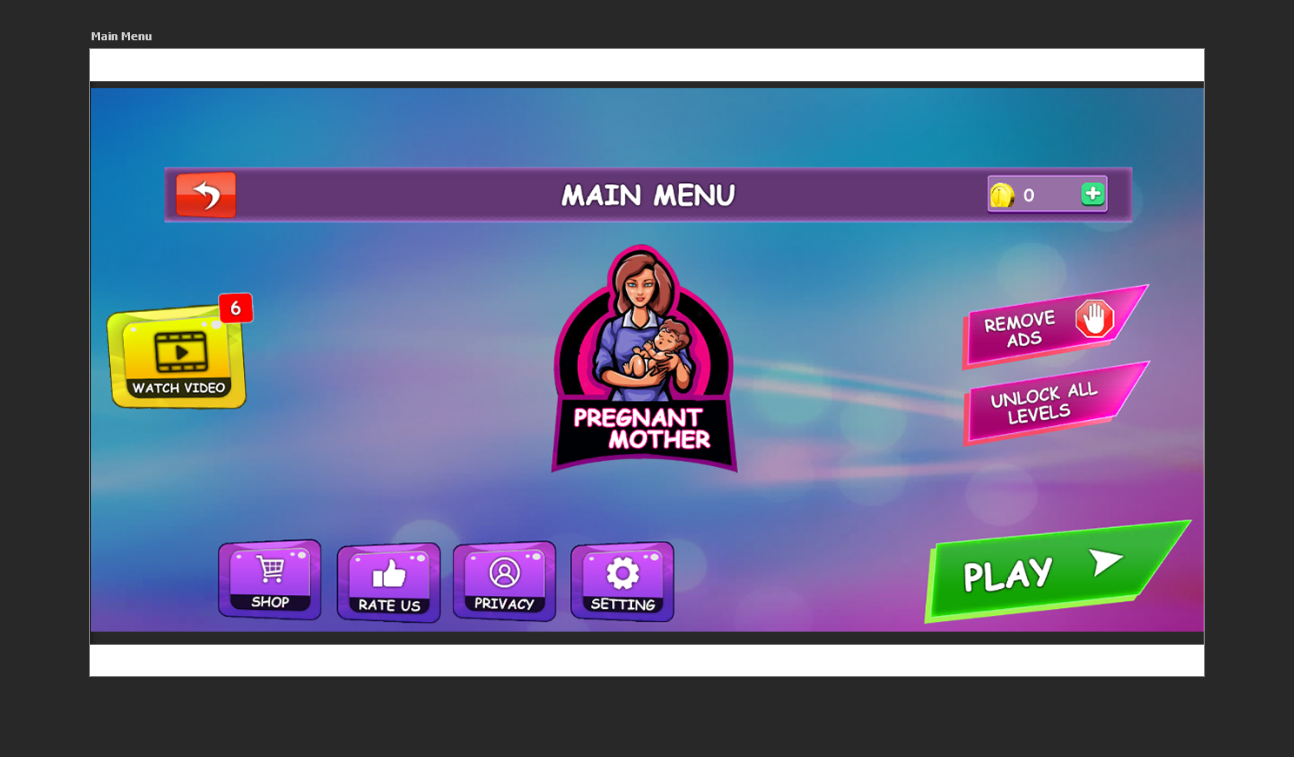 Main Menu
MAIN MENU
0
6
WATCH VIDEO
REMOVE
ADS
UNLOCK ALL
LEVELS
PREGNANT
MOTHER
SHOP
RATE US
PRIVACY
SETTING
PLAY